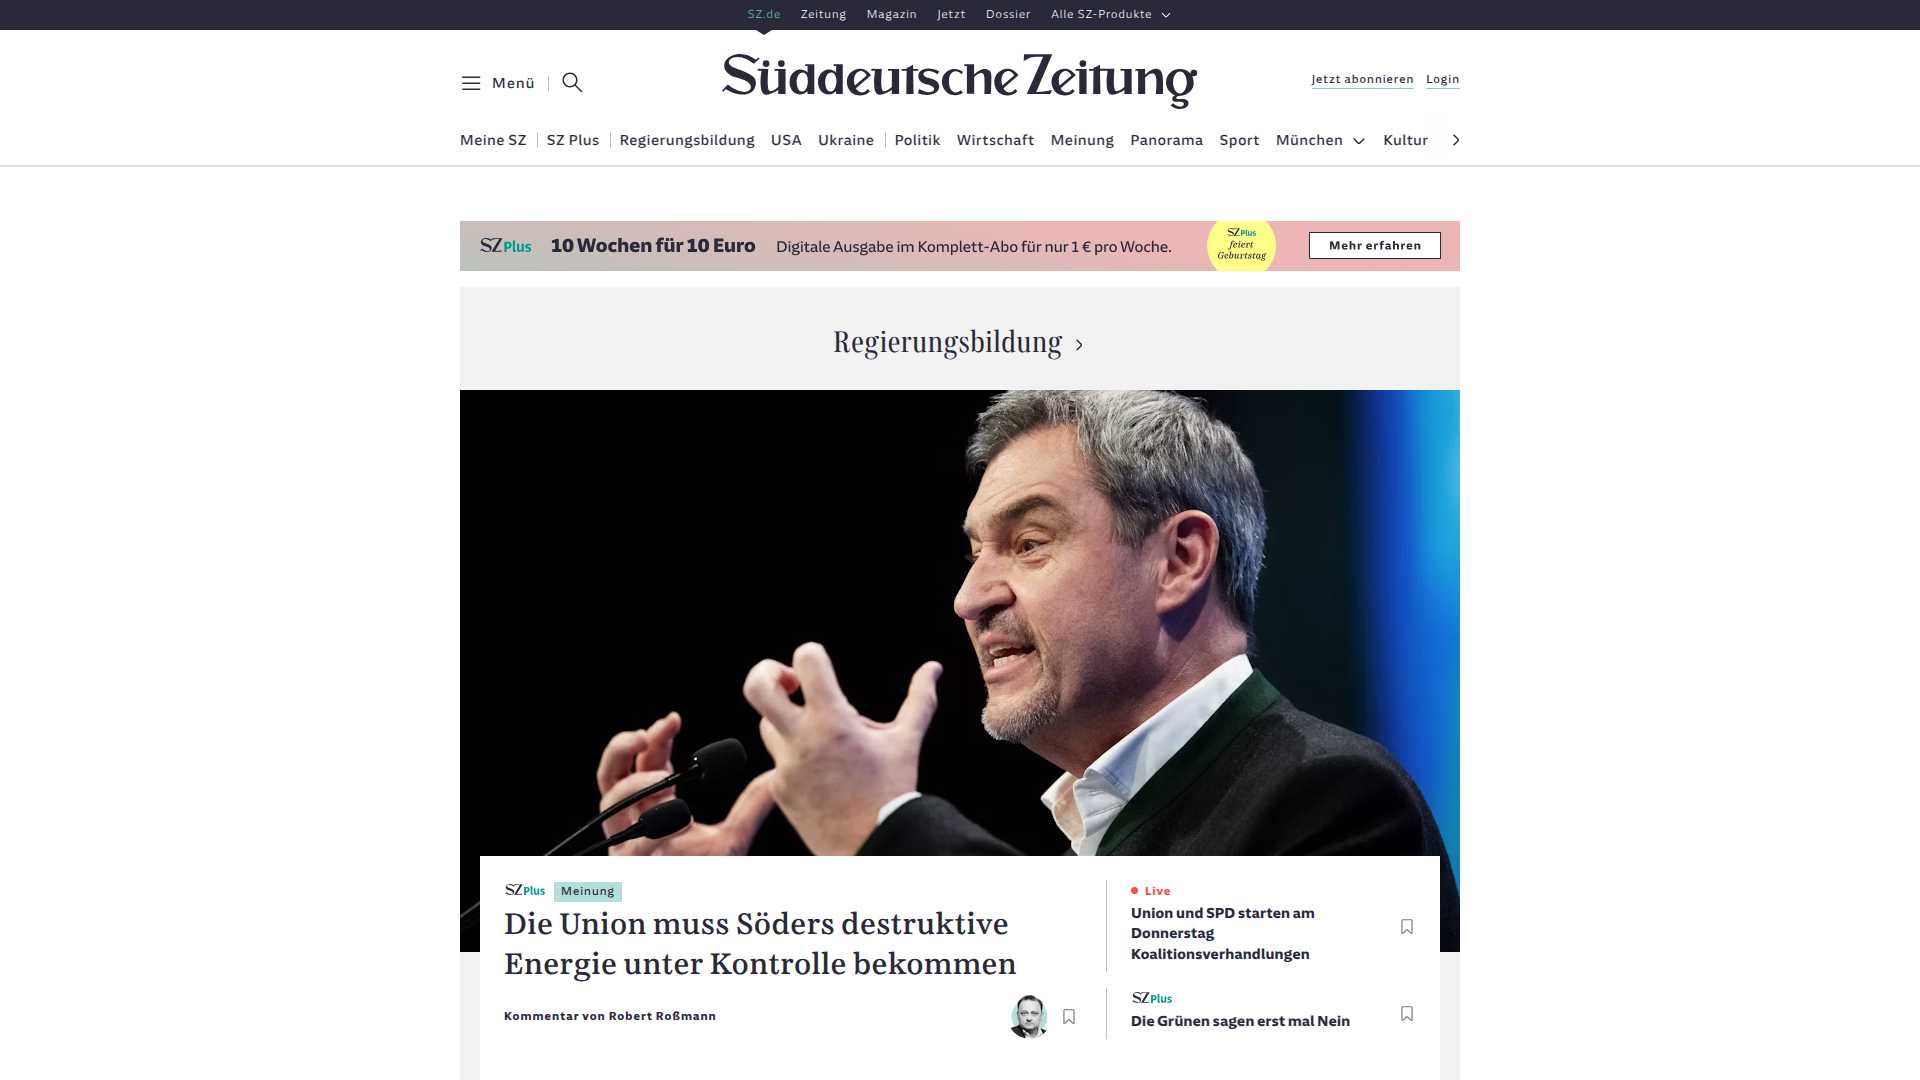 SZ.de Zeitung Magazin Jetzt Dossier Alle SZ-Produkte
Menü
Süddeutsche Zeitung
Jetzt abonnieren Login
Meine SZ SZ Plus Regierungsbildung USA Ukraine Politik Wirtschaft Meinung Panorama Sport München Kultur
SZ Plus 10 Wochen für 10 Euro Digitale Ausgabe im Komplett-Abo für nur 1 € pro Woche.
SZ Plus
feiert
Geburtstag
Mehr erfahren
Regierungsbildung
SZ Plus Meinung
Die Union muss Söders destruktive
Energie unter Kontrolle bekommen
Kommentar von Robert Roßmann
Live
Union und SPD starten am
Donnerstag
Koalitionsverhandlungen
SZ Plus
Die Grünen sagen erst mal Nein